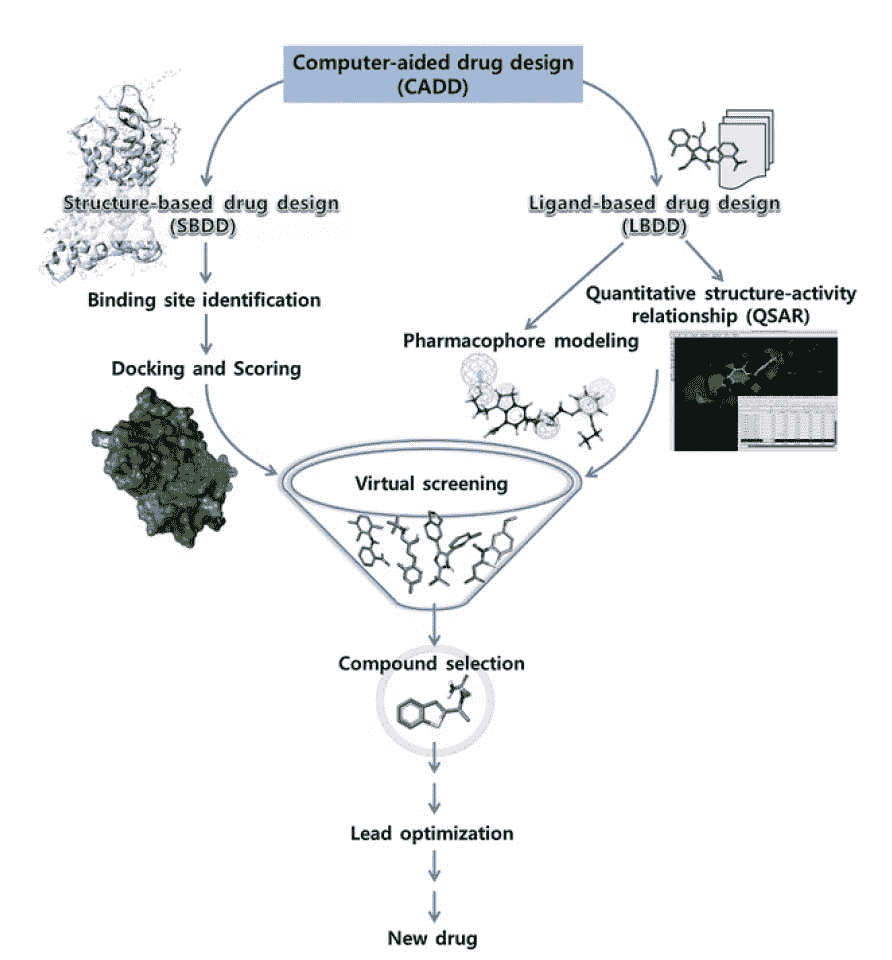 Computer-aided drug design
(CADD)
Structure-based drug design
(SBDD)
Ligand-based drug design
(LBDD)
Binding site identification
Quantitative structure-activity
relationship (QSAR)
Pharmacophore modeling
Docking and Scoring
Virtual screening
Compound selection
Lead optimization
New drug